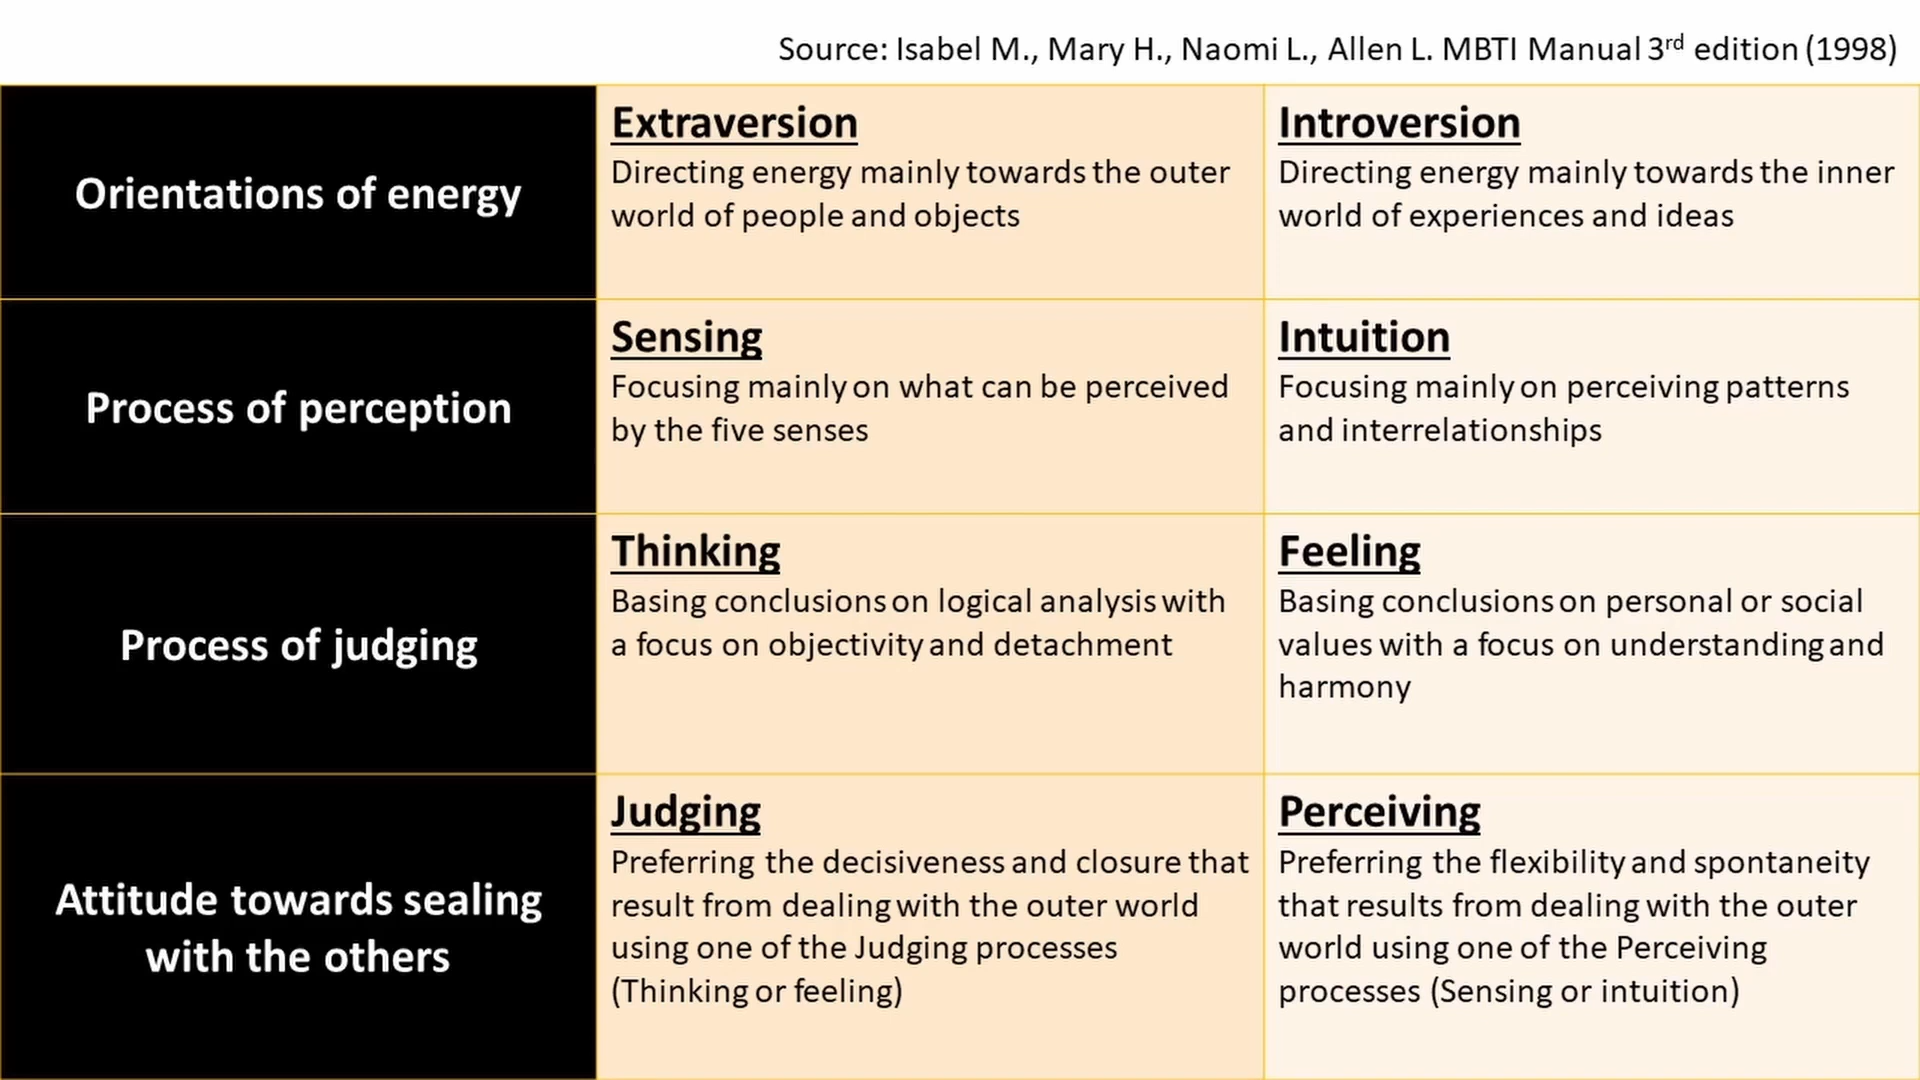 Source: Isabel M., Mary H., Naomi L., Allen L. MBTI Manual 3rd edition (1998)
Orientations of energy
Extraversion
Directing energy mainly towards the outer
world of people and objects
Introversion
Directing energy mainly towards the inner
world of experiences and ideas
Process of perception
Sensing
Focusing mainly on what can be perceived
by the five senses
Intuition
Focusing mainly on perceiving patterns
and interrelationships
Process of judging
Thinking
Basing conclusions on logical analysis with
a focus on objectivity and detachment
Feeling
Basing conclusions on personal or social
values with a focus on understanding and
harmony
Attitude towards sealing
with the others
Judging
Preferring the decisiveness and closure that
result from dealing with the outer world
using one of the Judging processes
(Thinking or feeling)
Perceiving
Preferring the flexibility and spontaneity
that results from dealing with the outer
world using one of the Perceiving
processes (Sensing or intuition)